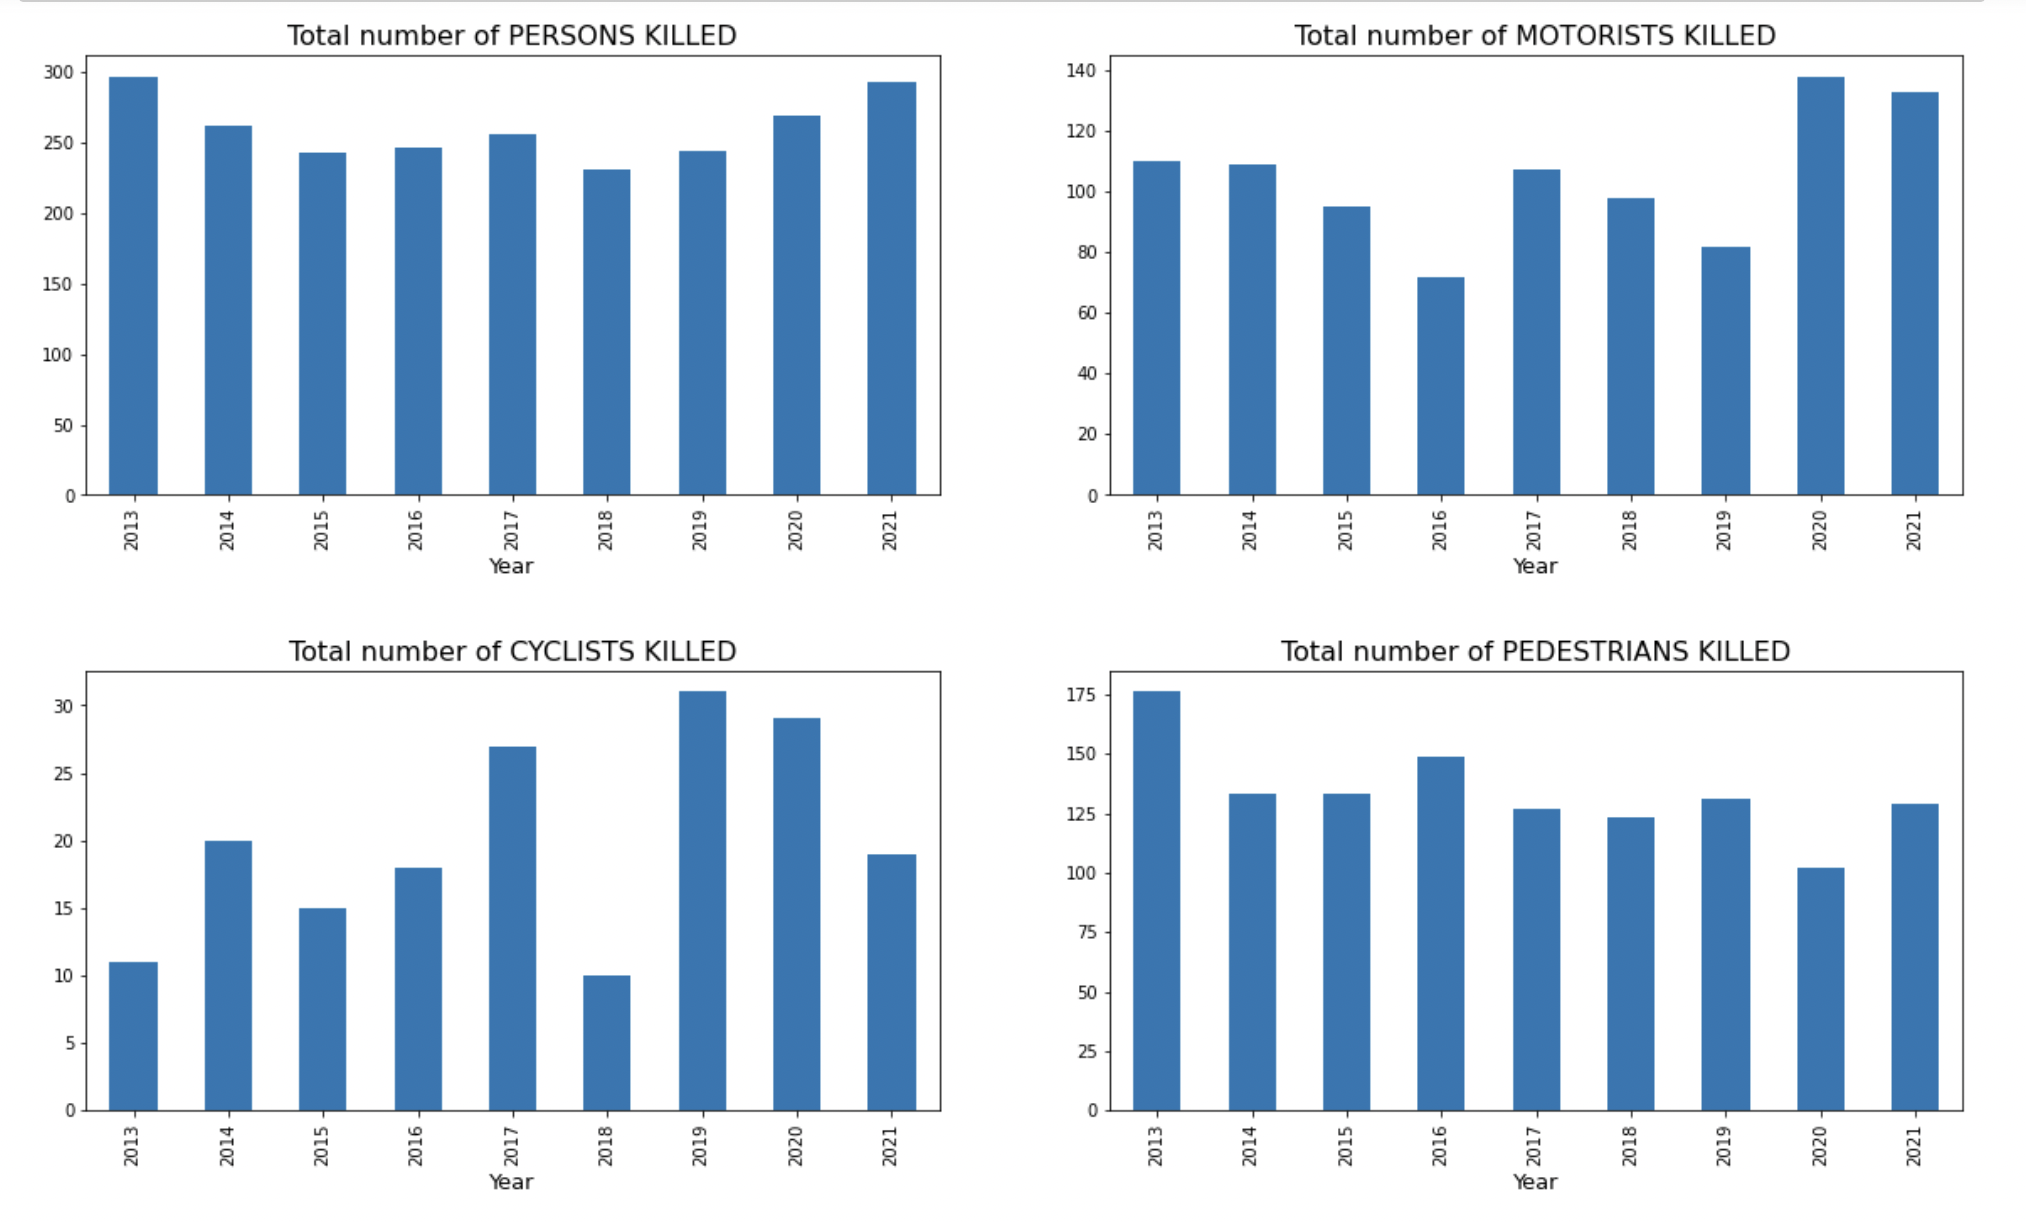 Total number of PERSONS KILLED
300
250
200
150
100
50
0
2013 2014 2015 2016 2017 2018 2019 2020 2021
Year
Total number of MOTORISTS KILLED
140
120
100
80
60
40
20
0
2013 2014 2015 2016 2017 2018 2019 2020 2021
Year
Total number of CYCLISTS KILLED
30
25
20
15
10
5
0
2013 2014 2015 2016 2017 2018 2019 2020 2021
Year
Total number of PEDESTRIANS KILLED
175
150
125
100
75
50
25
0
2013 2014 2015 2016 2017 2018 2019 2020 2021
Year